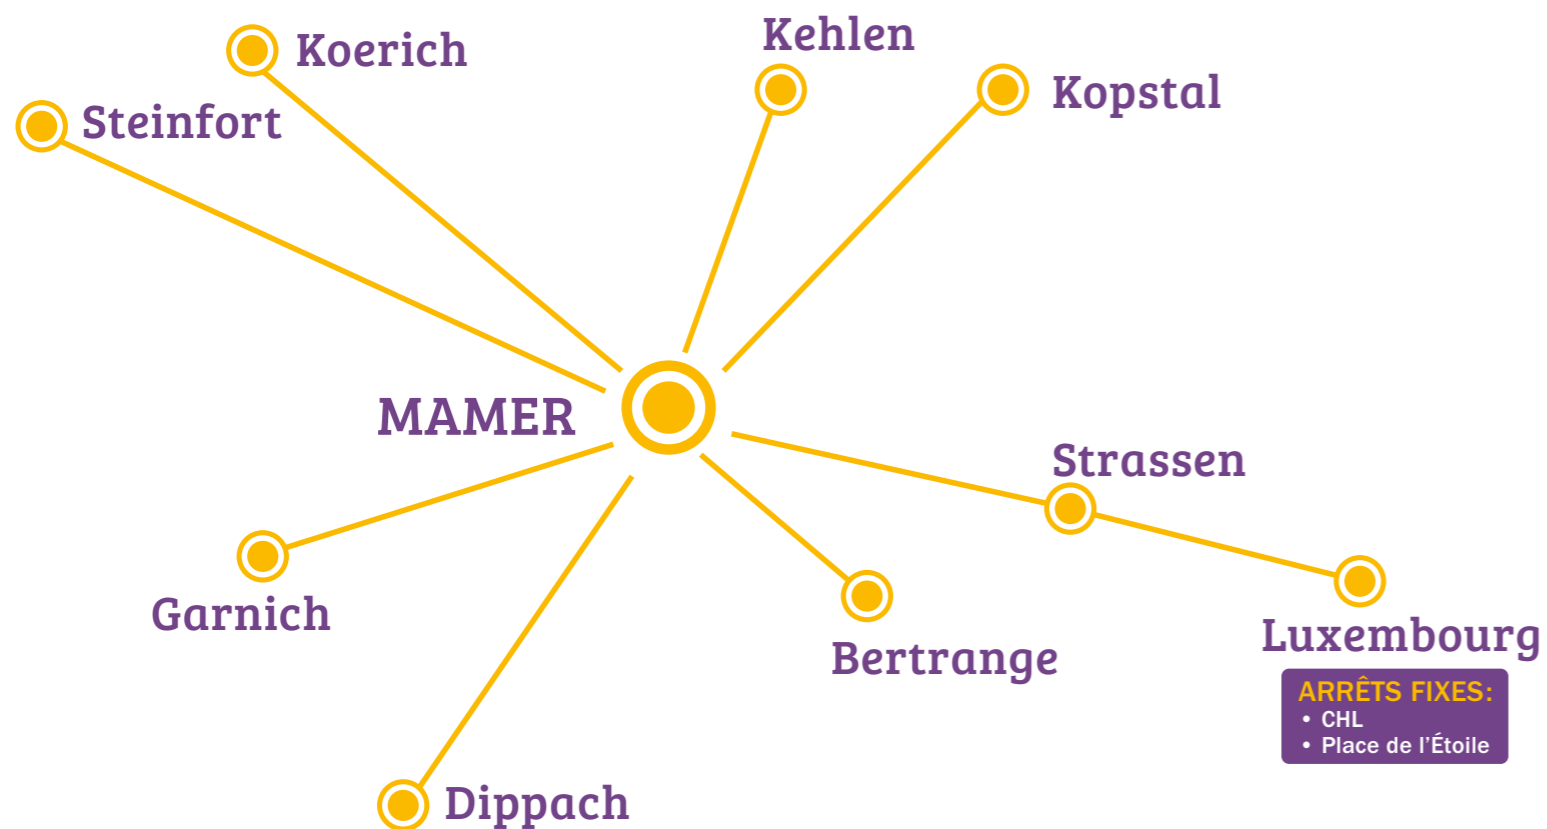 Kehlen
Koerich
Kopstal
Steinfort
MAMER
Strassen
Garnich
Luxembourg
Bertrange
ARRÊTS FIXES:
• CHL
• Place de l'Étoile
Dippach